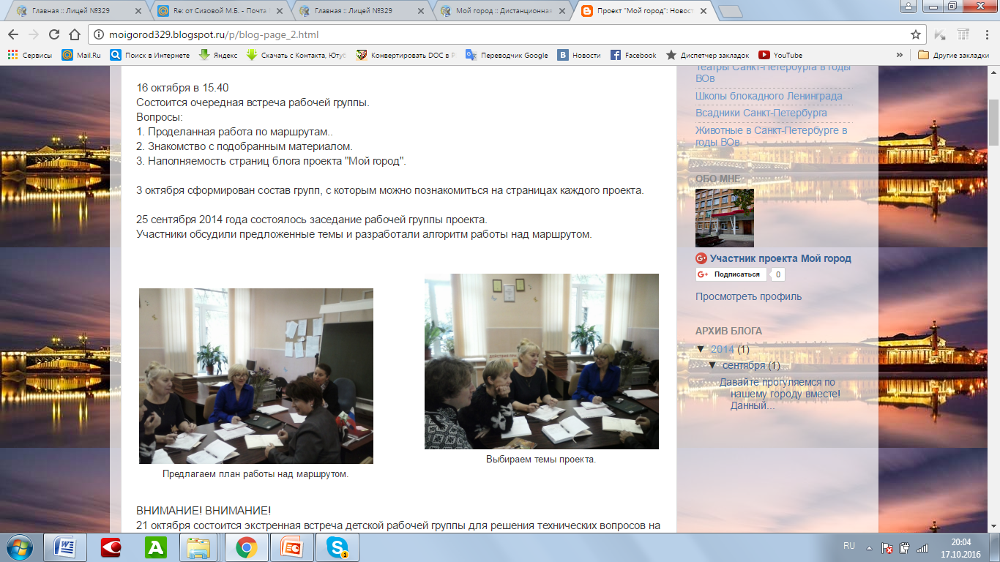 Главная :: Лицей №329
Re: от Сизовой М.Б. - Почта
Главная :: Лицей №329
Мой город :: Дистанционная
Проект "Мой город": Новост
moigorod329.blogspot.ru/p/blog-page_2.html
Сервисы
Mail.Ru
Поиск в Интернете
Яндекс
Скачать с Контакта, Ютуб
Конвертировать DOC в P
Переводчик Google
Новости
Facebook
Диспетчер закладок
YouTube
»
Другие закладки
16 октября в 15.40
Состоится очередная встреча рабочей группы.
Вопросы:
1. Проделанная работа по маршрутам..
2. Знакомство с подобранным материалом.
3. Наполняемость страниц блога проекта "Мой город".
3 октября сформирован состав групп, с которым можно познакомиться на страницах каждого проекта.
25 сентября 2014 года состоялось заседание рабочей группы проекта.
Участники обсудили предложенные темы и разработали алгоритм работы над маршрутом.
Предлагаем план работы над маршрутом.
Выбираем темы проекта.
ВНИМАНИЕ! ВНИМАНИЕ!
21 октября состоится экстренная встреча детской рабочей группы для решения технических вопросов на
Театры Санкт-Петербурга в годы
ВОв
Школы блокадного Ленинграда
Всадники Санкт-Петербурга
Животные в Санкт-Петербурге в
годы ВОв
ОБО МНЕ
Участник проекта Мой город
G+ Подписаться 0
Просмотреть профиль
АРХИВ БЛОГА
▼ 2014 (1)
▼ сентября (1)
Давайте прогуляемся по
нашему городу вместе!
Данный...
RU
20:04
17.10.2016